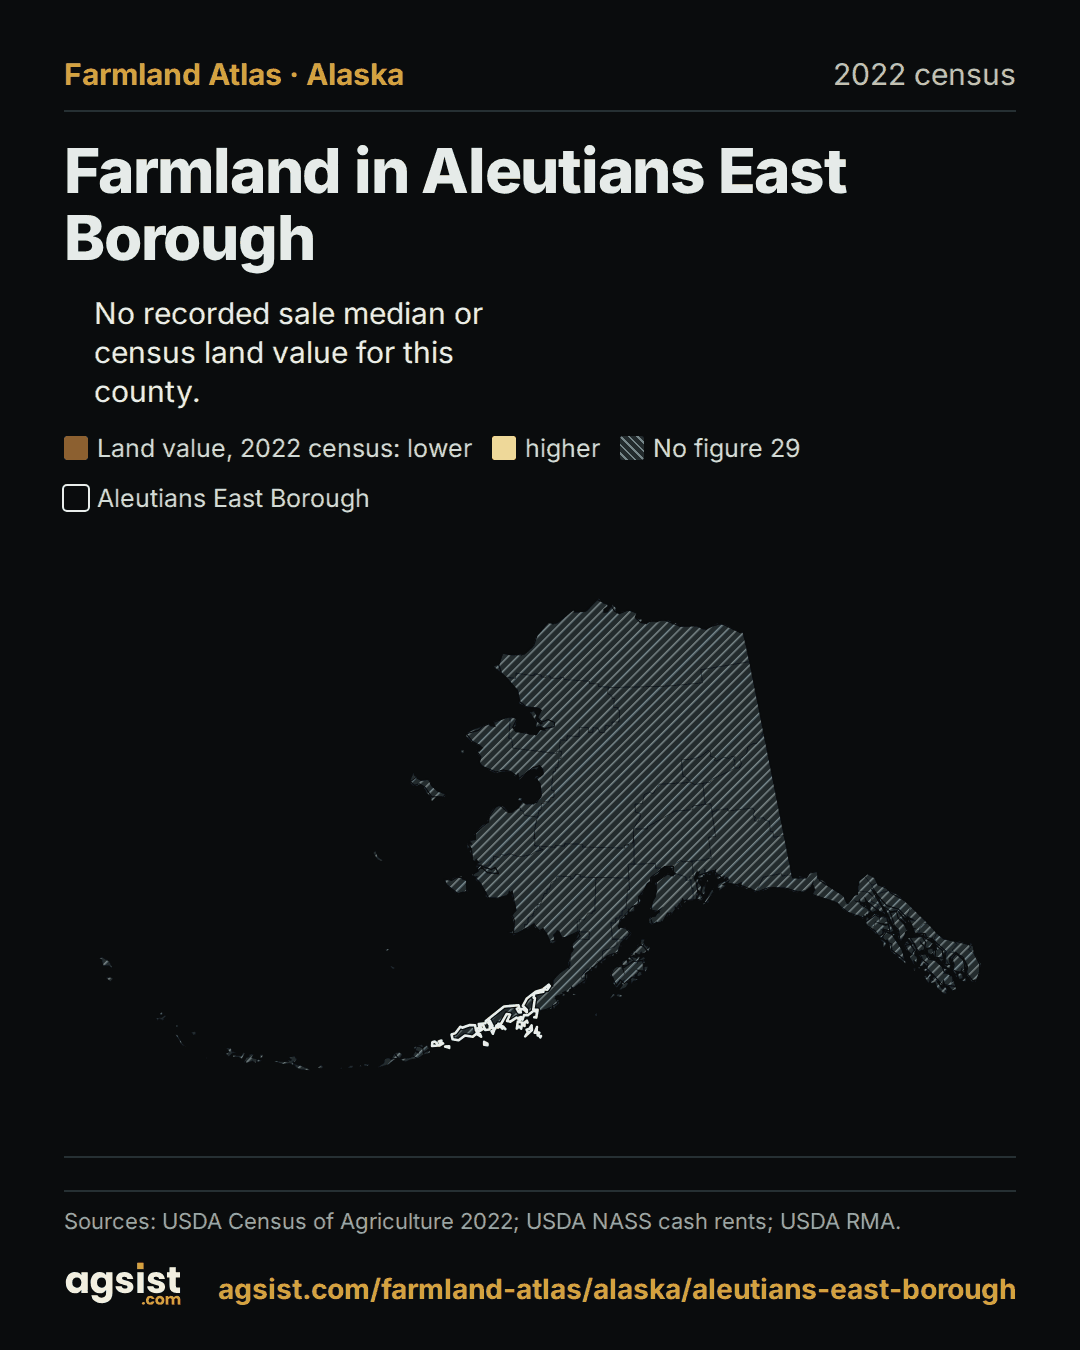 Farmland Atlas · Alaska
2022 census
Farmland in Aleutians East
Borough
No recorded sale median or
census land value for this
county.
Land value, 2022 census: lower
higher
No figure 29
Aleutians East Borough
Sources: USDA Census of Agriculture 2022; USDA NASS cash rents; USDA RMA.
agsist
.com
agsist.com/farmland-atlas/alaska/aleutians-east-borough